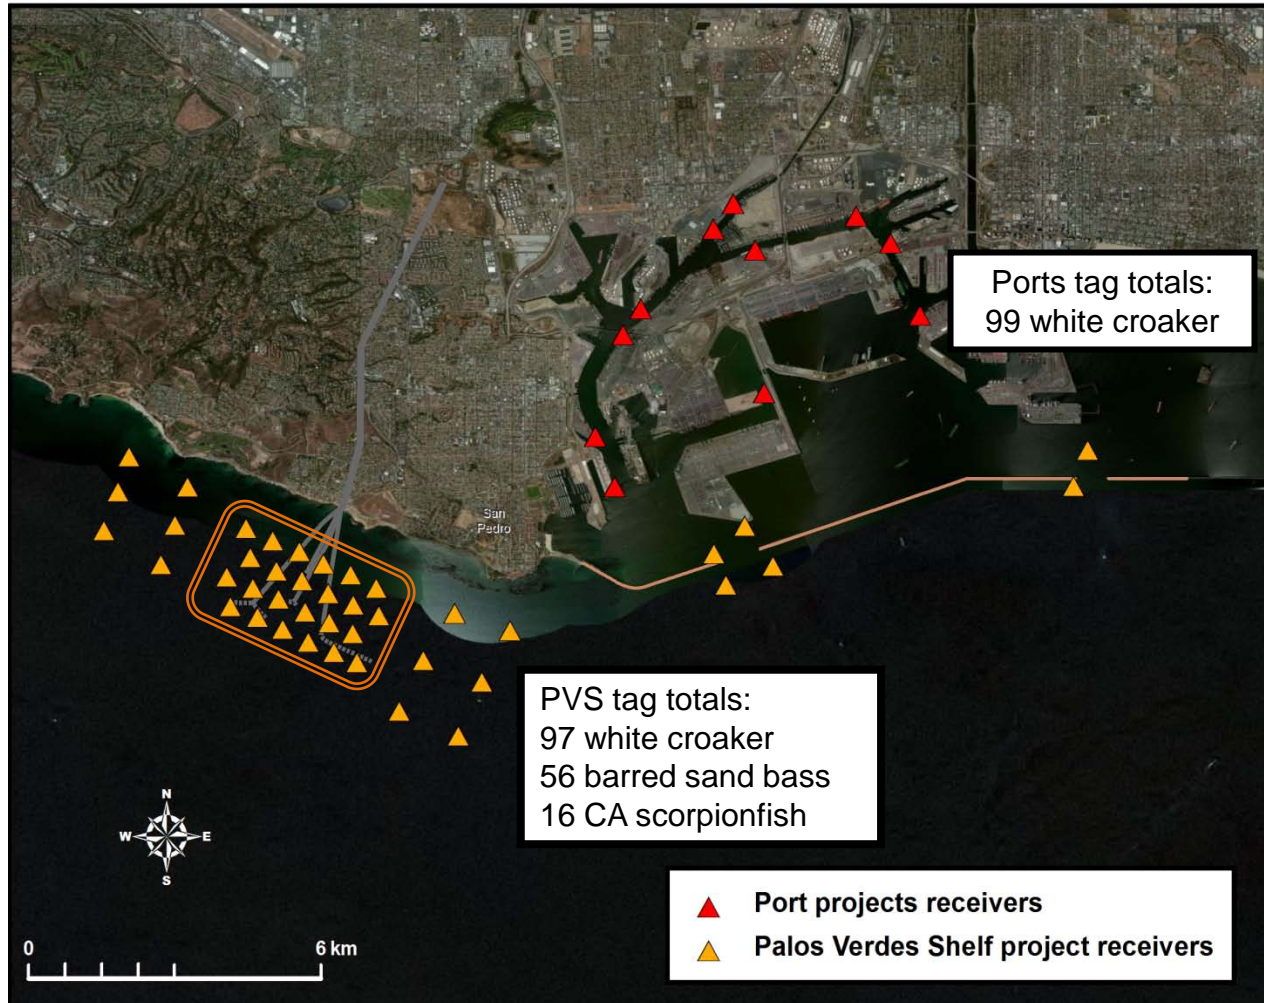 Ports tag totals:
99 white croaker
San
Pedro
PVS tag totals:
97 white croaker
56 barred sand bass
16 CA scorpionfish
N
W E
S
0 6 km
Port projects receivers
Palos Verdes Shelf project receivers